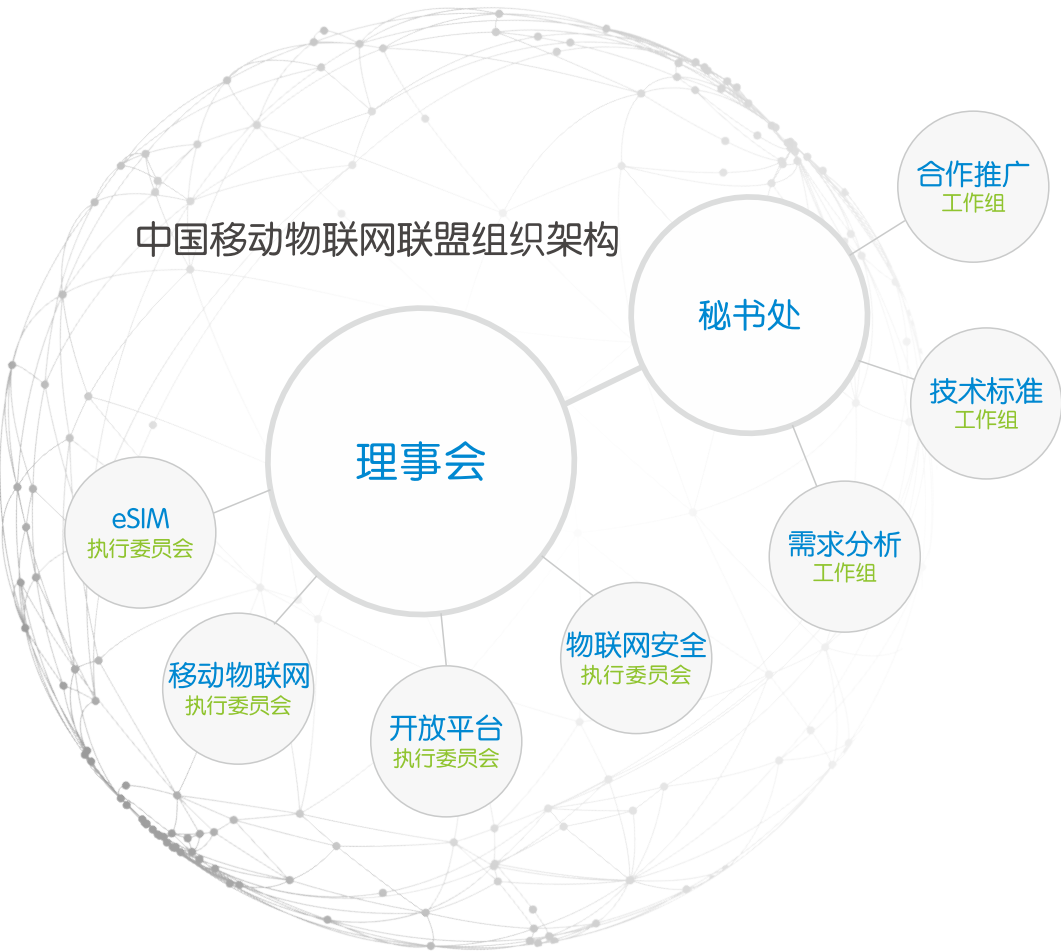 中国移动物联网联盟组织架构
合作推广
工作组
秘书处
技术标准
工作组
理事会
eSIM
执行委员会
需求分析
工作组
物联网安全
执行委员会
移动物联网
执行委员会
开放平台
执行委员会